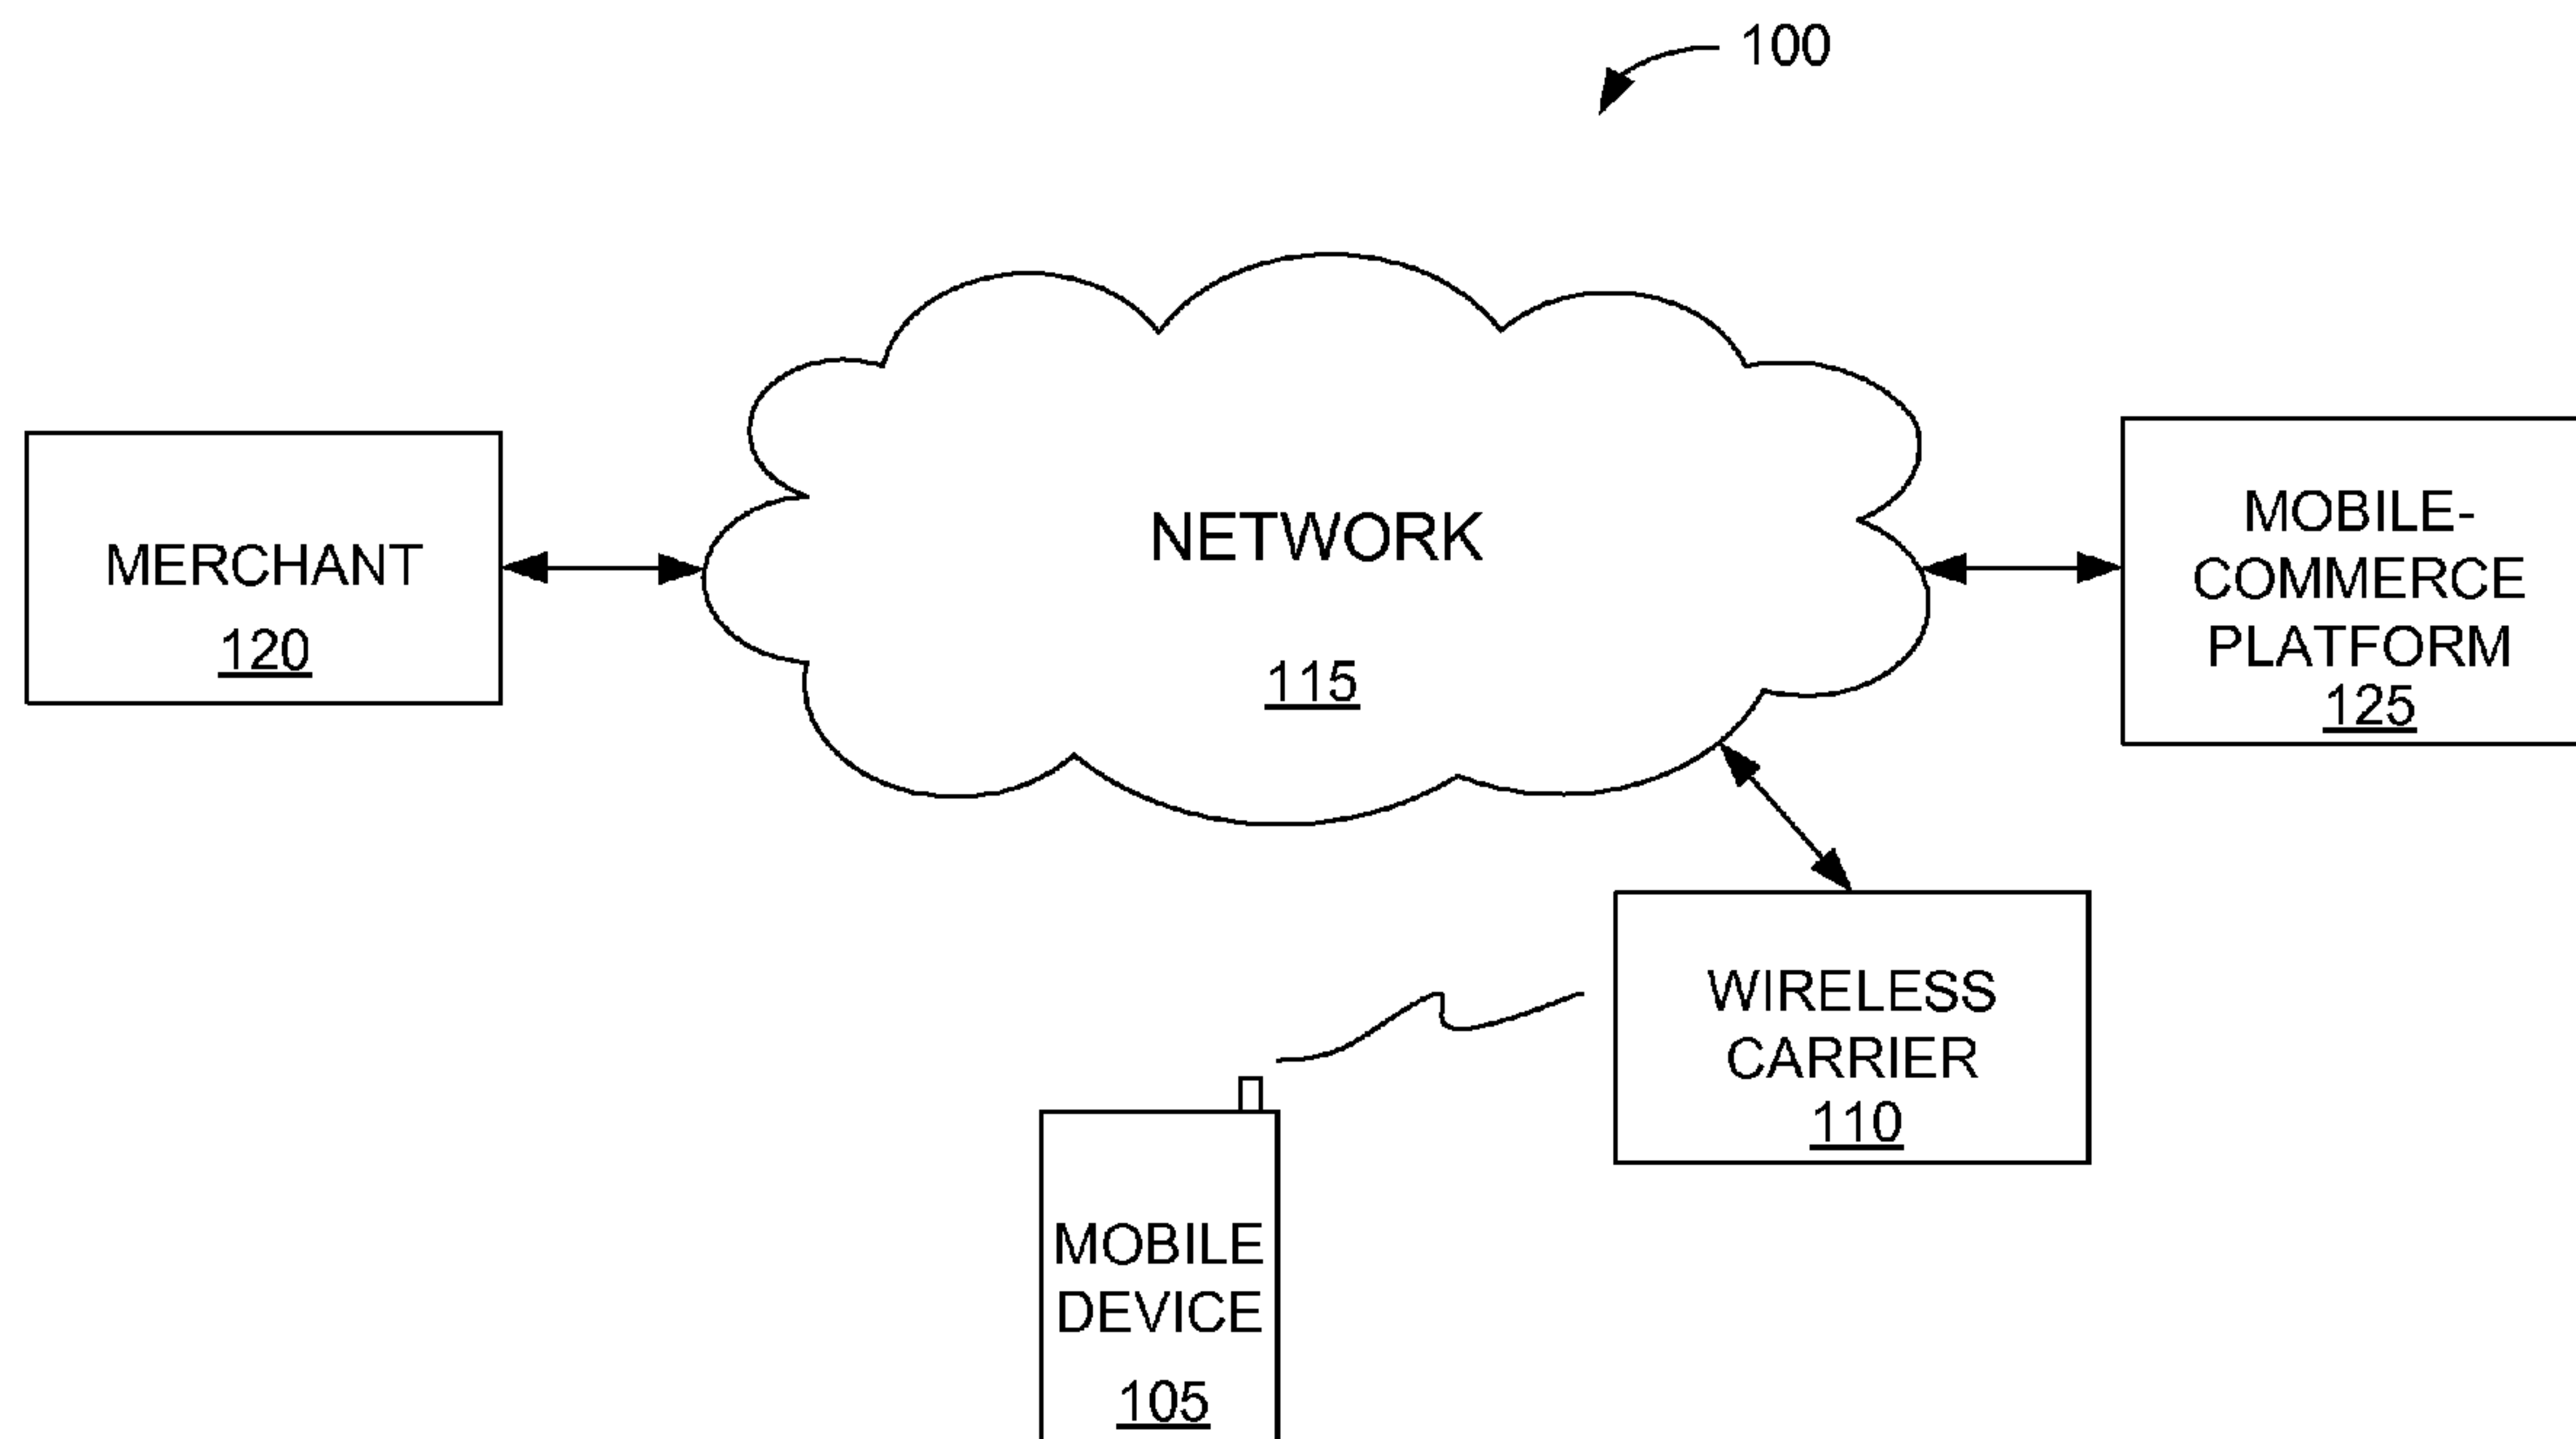 100
MERCHANT
120
NETWORK
115
MOBILE-
COMMERCE
PLATFORM
125
WIRELESS
CARRIER
110
MOBILE
DEVICE
105